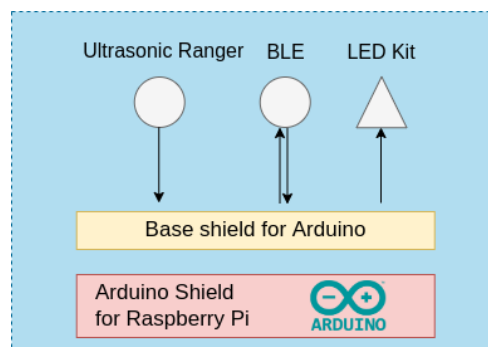 Ultrasonic Ranger
BLE
LED Kit
Base shield for Arduino
Arduino Shield
for Raspberry Pi
ARDUINO